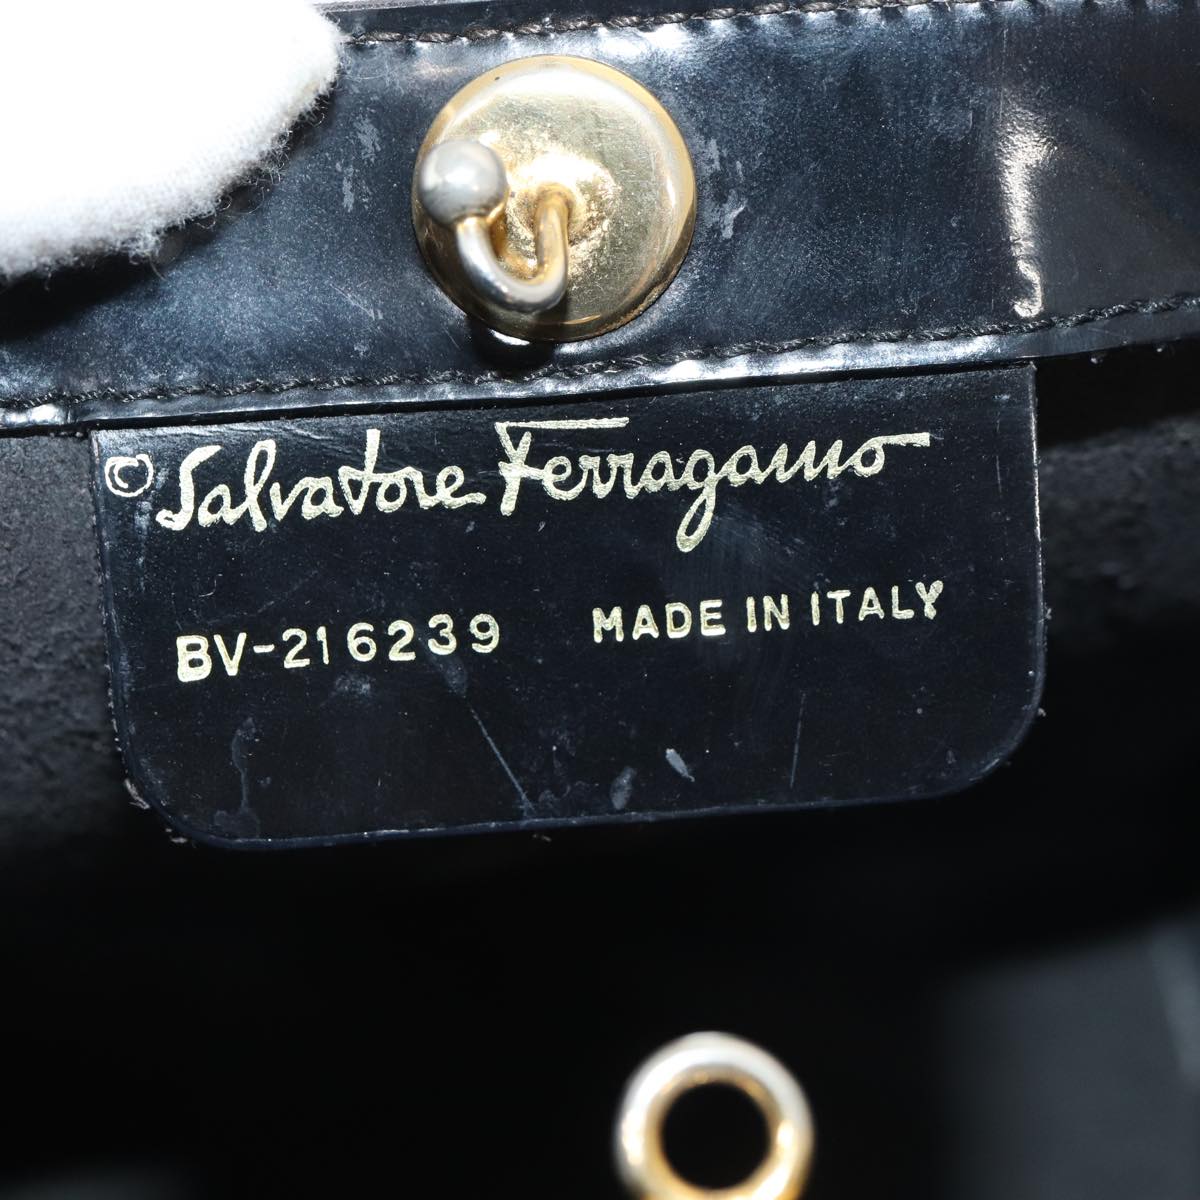 © Salvatore Ferragamo
BV-216239 MADE IN ITALY